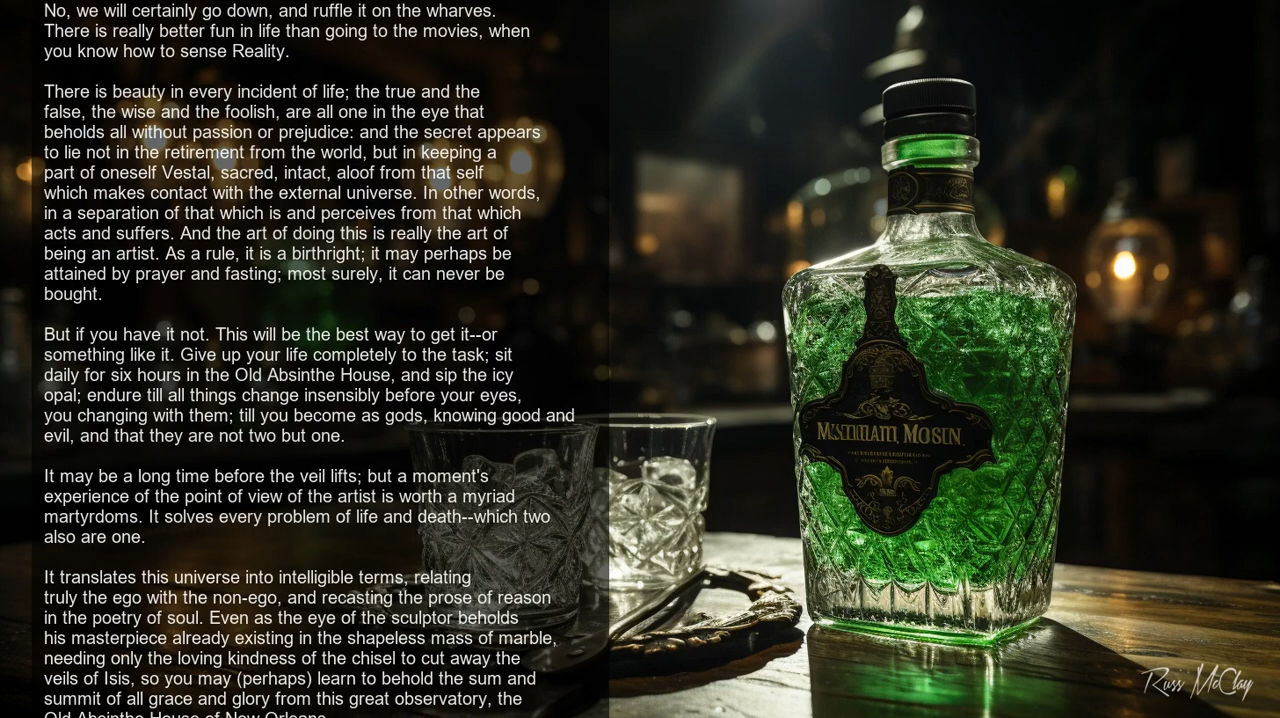 No, we will certainly go down, and ruffle it on the wharves.
There is really better fun in life than going to the movies, when
you know how to sense Reality.
There is beauty in every incident of life; the true and the
false, the wise and the foolish, are all one in the eye that
beholds all without passion or prejudice: and the secret appears
to lie not in the retirement from the world, but in keeping a
part of oneself Vestal, sacred, intact, aloof from that self
which makes contact with the external universe. In other words,
in a separation of that which is and perceives from that which
acts and suffers. And the art of doing this is really the art of
being an artist. As a rule, it is a birthright; it may perhaps be
attained by prayer and fasting; most surely, it can never be
bought.
But if you have it not. This will be the best way to get it--or
something like it. Give up your life completely to the task; sit
daily for six hours in the Old Absinthe House, and sip the icy
opal; endure till all things change insensibly before your eyes,
you changing with them; till you become as gods, knowing good and
evil, and that they are not two but one.
It may be a long time before the veil lifts; but a moment's
experience of the point of view of the artist is worth a myriad
martyrdoms. It solves every problem of life and death--which two
also are one.
It translates this universe into intelligible terms, relating
truly the ego with the non-ego, and recasting the prose of reason
in the poetry of soul. Even as the eye of the sculptor beholds
his masterpiece already existing in the shapeless mass of marble,
needing only the loving kindness of the chisel to cut away the
veils of Isis, so you may (perhaps) learn to behold the sum and
summit of all grace and glory from this great observatory, the
Old Absinthe House of New Orleans.
Russ McClay